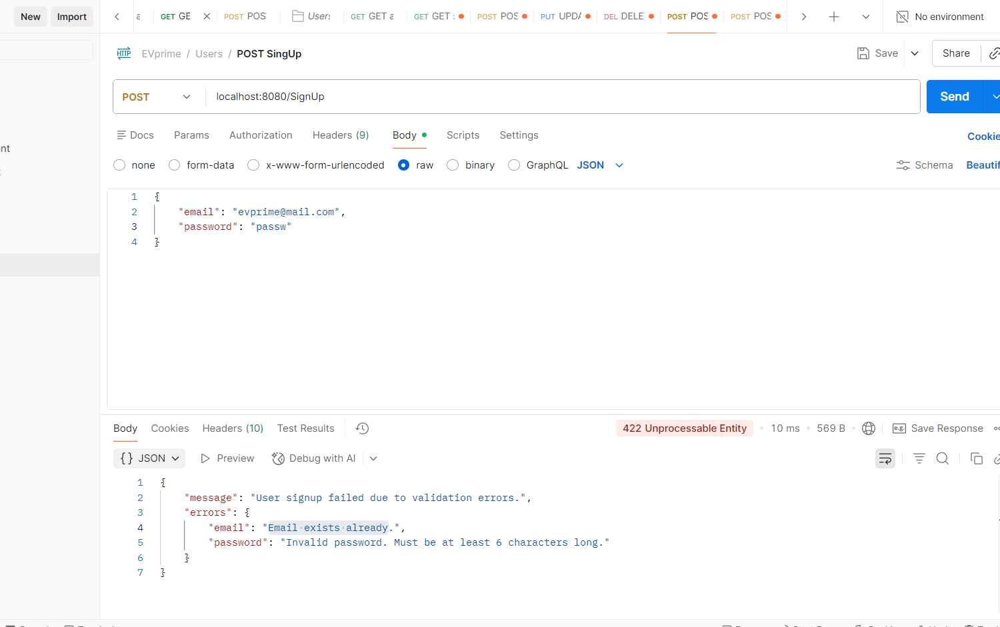 New Import a GET GE POST POS User: GET GET a GET GET : POST POS PUT UPDA DEL DELE POST POS POST POS No environment
HTTP EVprime / Users / POST SingUp Save Share
POST localhost:8080/SignUp Send
Docs Params Authorization Headers (9) Body Scripts Settings Cookie
nt
none form-data x-www-form-urlencoded raw binary GraphQL JSON Schema Beautif
1 {
2 "email": "evprime@mail.com",
3 "password": "passw"
4 }
Body Cookies Headers (10) Test Results 422 Unprocessable Entity 10 ms 569 B e.g. Save Response
{} JSON Preview Debug with AI
1 {
2 "message": "User signup failed due to validation errors.",
3 "errors": {
4 "email": "Email exists already.",
5 "password": "Invalid password. Must be at least 6 characters long."
6 }
7 }